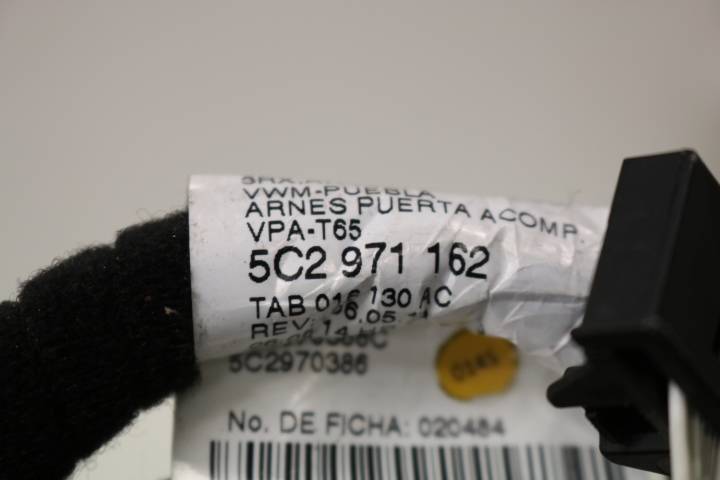 VWM-PUEBLA
ARNES PUERTA ACOMP.
VPA-T65
5C2 971 162
TAB 016 130 AC
REV:
5C2970386
No. DE FICHA: 020484